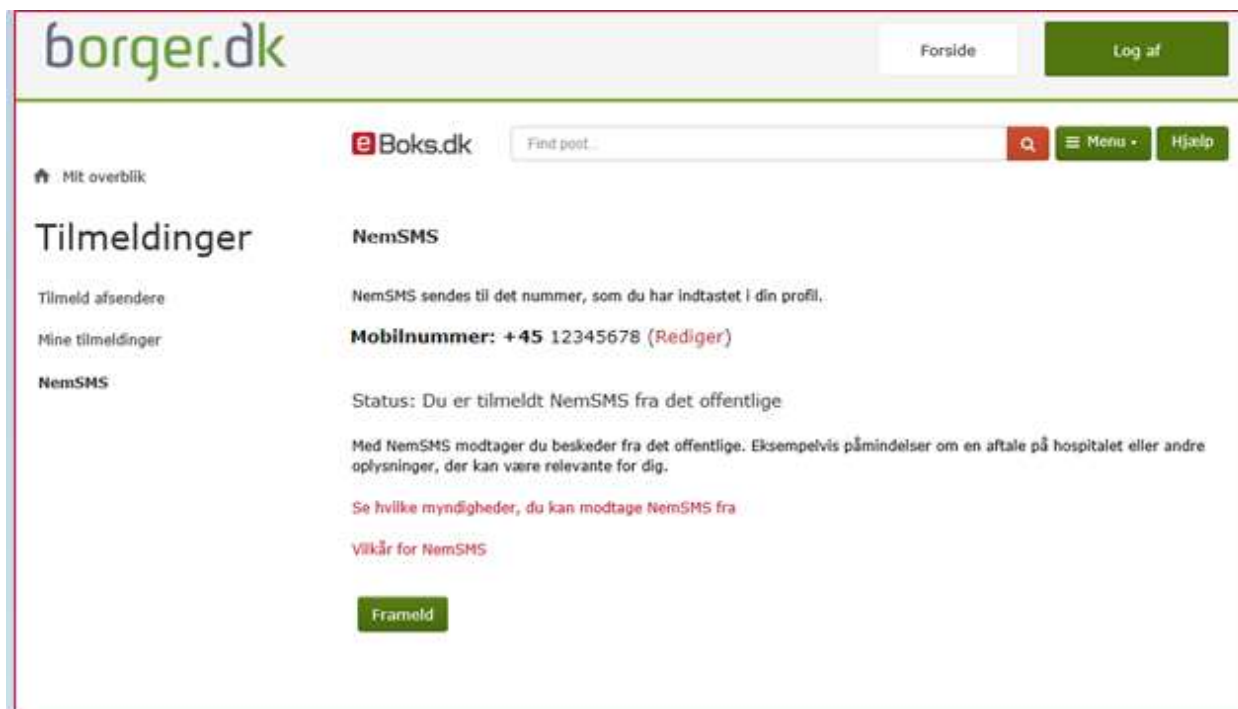 borger.dk
Forside
Log af
e Boks.dk
Find post..
Menu
Hjælp
Mit overblik
Tilmeldinger
Tilmeld afsendere
Mine tilmeldinger
NemSMS
NemSMS
NemSMS sendes til det nummer, som du har indtastet i din profil.
Mobilnummer: +45 12345678 (Rediger)
Status: Du er tilmeldt NemSMS fra det offentlige
Med NemSMS modtager du beskeder fra det offentlige. Eksempelvis påmindelser om en aftale på hospitalet eller andre
oplysninger, der kan være relevante for dig.
Se hvilke myndigheder, du kan modtage NemSMS fra
Vilkår for NemSMS
Frameld